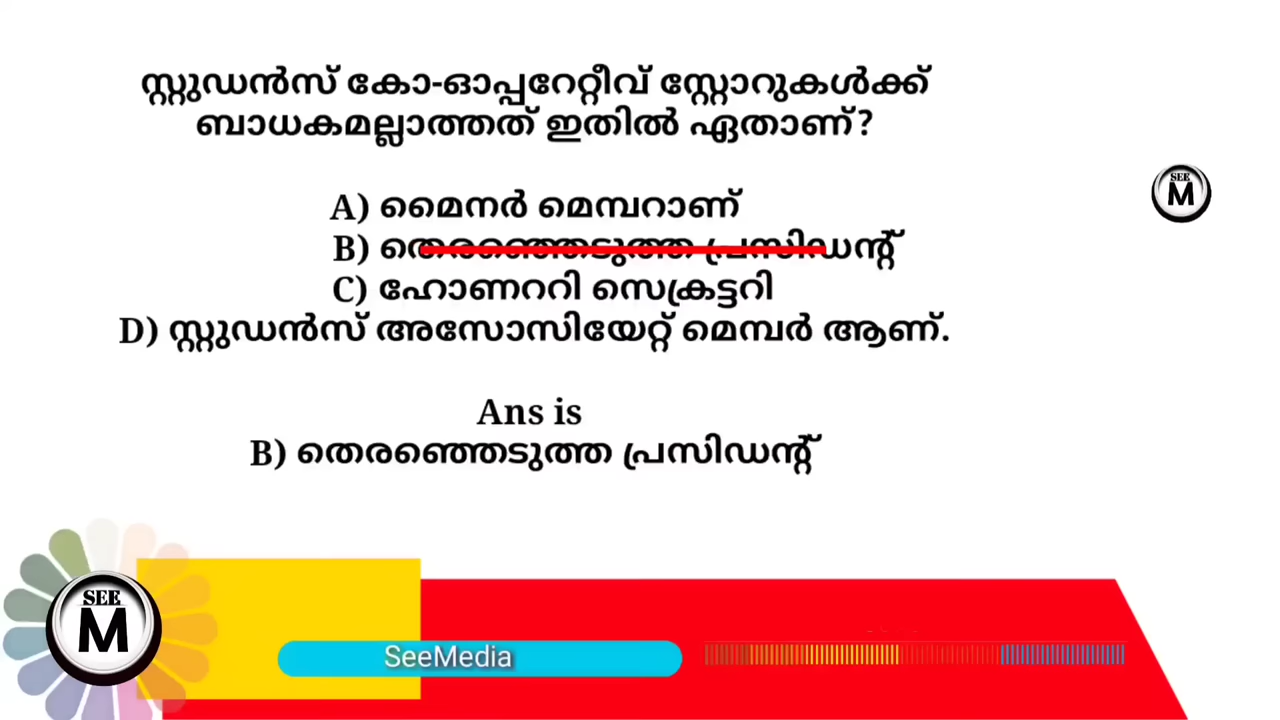 സ്റ്റുഡൻസ് കോ-ഓപ്പറേറ്റീവ് സ്റ്റോറുകൾക്ക്
ബാധകമല്ലാത്തത് ഇതിൽ ഏതാണ്?
A) മൈനർ മെമ്പറാണ്
B) തെരഞ്ഞെടുത്ത പ്രസിഡന്റ്
C) ഹോണററി സെക്രട്ടറി
D) സ്റ്റുഡൻസ് അസോസിയേറ്റ് മെമ്പർ ആണ്.
Ans is
B) തെരഞ്ഞെടുത്ത പ്രസിഡന്റ്
SEE
M
SEE
M
SeeMedia